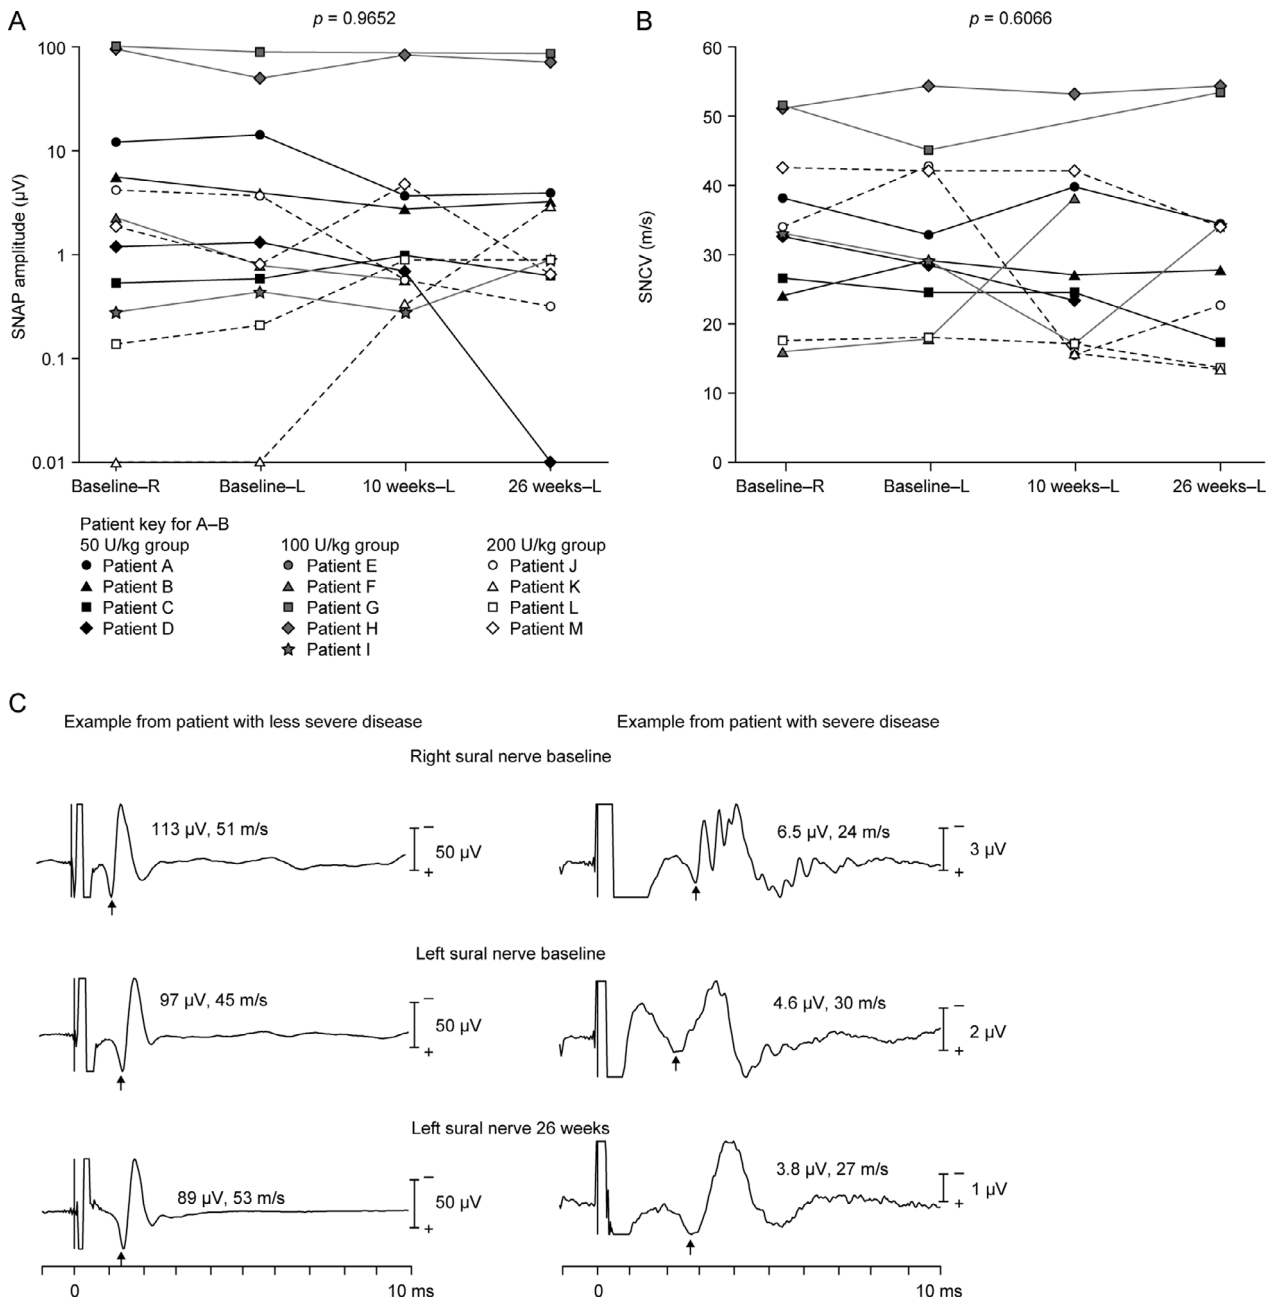 A
p = 0.9652
100
10
1
0.1
0.01
SNAP amplitude (µV)
Baseline–R
Baseline–L
10 weeks–L
26 weeks–L
B
p = 0.6066
60
50
40
30
20
10
0
SNCV (m/s)
Baseline–R
Baseline–L
10 weeks–L
26 weeks–L
Patient key for A–B
50 U/kg group
Patient A
Patient B
Patient C
Patient D
100 U/kg group
Patient E
Patient F
Patient G
Patient H
Patient I
200 U/kg group
Patient J
Patient K
Patient L
Patient M
C
Example from patient with less severe disease
Example from patient with severe disease
Right sural nerve baseline
113 µV, 51 m/s
–
50 µV
+
6.5 µV, 24 m/s
–
3 µV
+
Left sural nerve baseline
97 µV, 45 m/s
–
50 µV
+
4.6 µV, 30 m/s
–
2 µV
+
Left sural nerve 26 weeks
89 µV, 53 m/s
–
50 µV
+
3.8 µV, 27 m/s
–
1 µV
+
0
10 ms
0
10 ms